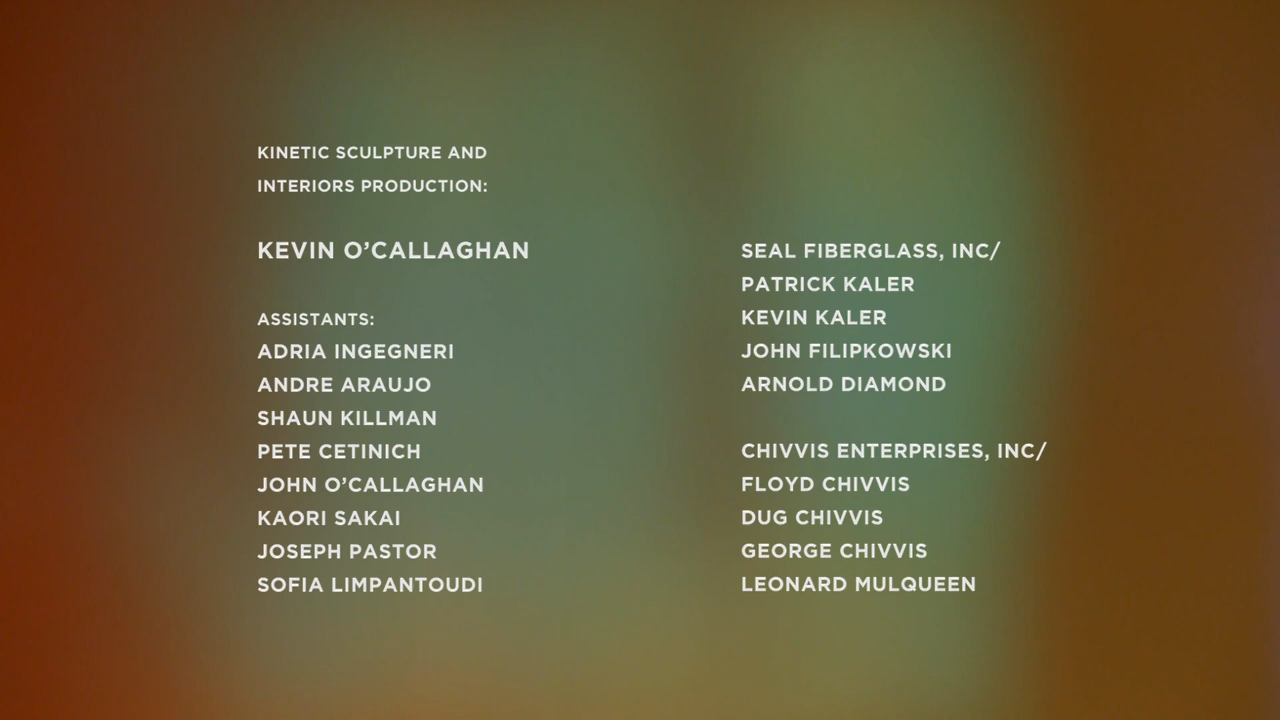 KINETIC SCULPTURE AND
INTERIORS PRODUCTION:
KEVIN O’CALLAGHAN
ASSISTANTS:
ADRIA INGEGNERI
ANDRE ARAUJO
SHAUN KILLMAN
PETE CETINICH
JOHN O’CALLAGHAN
KAORI SAKAI
JOSEPH PASTOR
SOFIA LIMPANTOUDI
SEAL FIBERGLASS, INC/
PATRICK KALER
KEVIN KALER
JOHN FILIPKOWSKI
ARNOLD DIAMOND
CHIVVIS ENTERPRISES, INC/
FLOYD CHIVVIS
DUG CHIVVIS
GEORGE CHIVVIS
LEONARD MULQUEEN